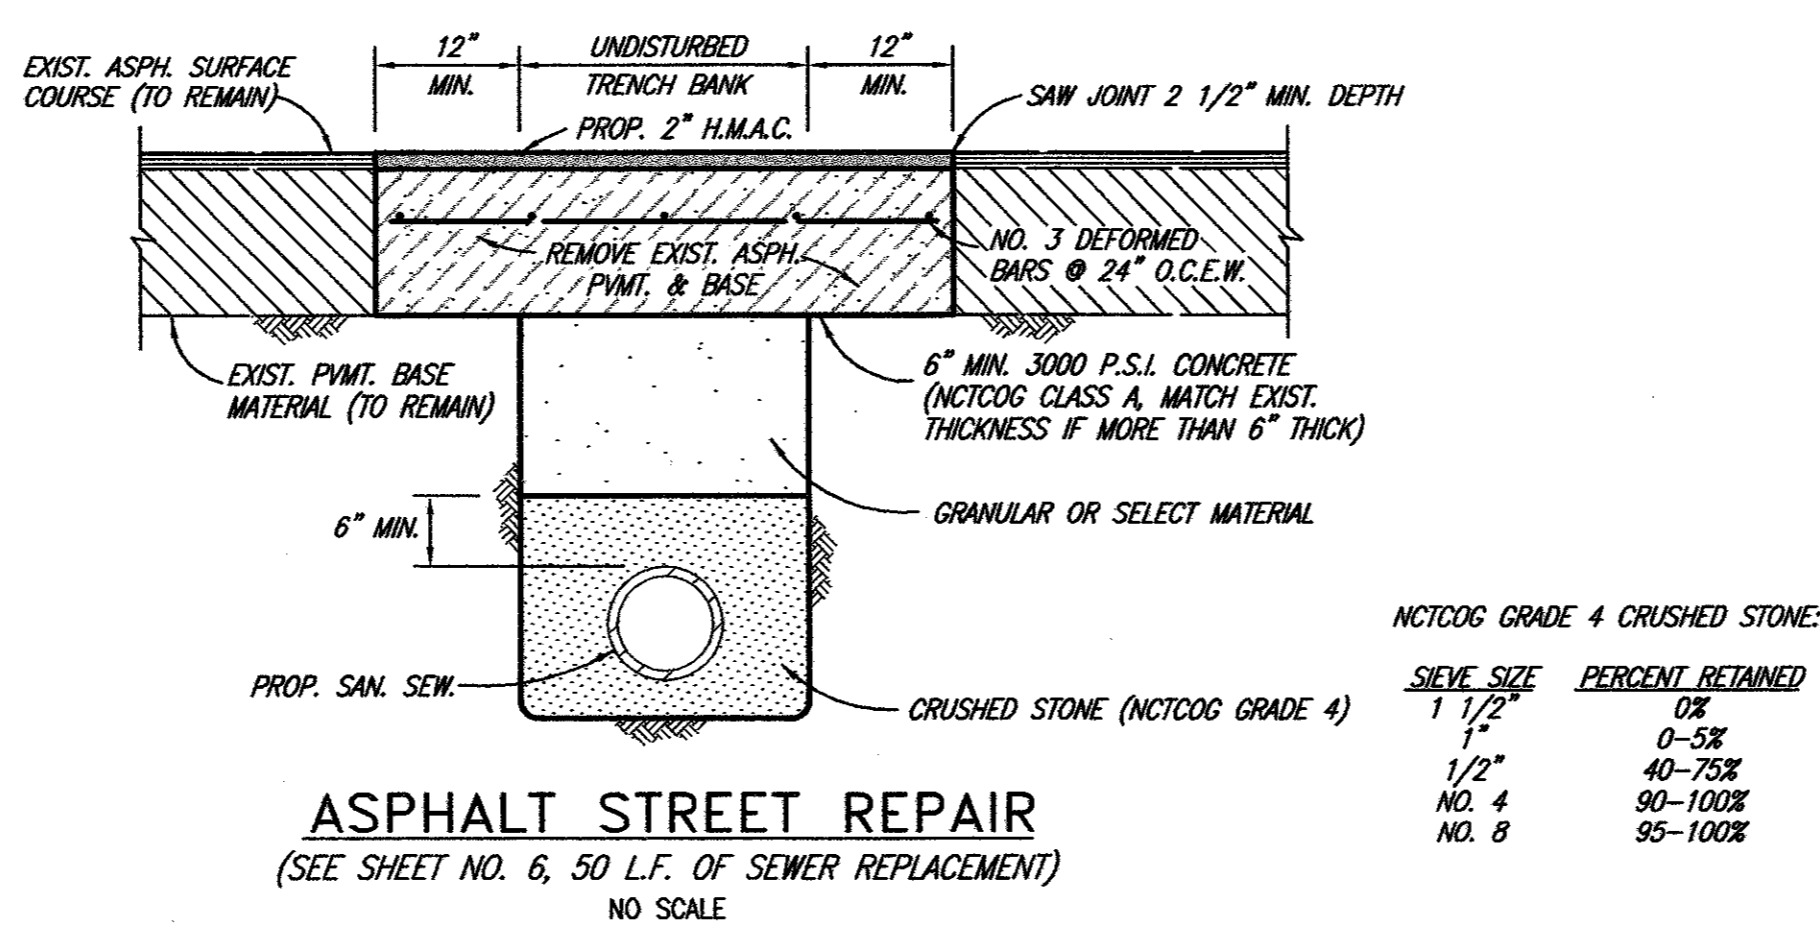 EXIST. ASPH. SURFACE
COURSE (TO REMAIN)
12"
MIN.
UNDISTURBED
TRENCH BANK
12"
MIN.
SAW JOINT 2 1/2" MIN. DEPTH
PROP. 2" H.M.A.C.
REMOVE EXIST. ASPH.
PVMT. & BASE
NO. 3 DEFORMED
BARS @ 24" O.C.E.W.
EXIST. PVMT. BASE
MATERIAL (TO REMAIN)
6" MIN. 3000 P.S.I. CONCRETE
(NCTCOG CLASS A, MATCH EXIST.
THICKNESS IF MORE THAN 6" THICK)
GRANULAR OR SELECT MATERIAL
6" MIN.
PROP. SAN. SEW.
CRUSHED STONE (NCTCOG GRADE 4)
NCTCOG GRADE 4 CRUSHED STONE:
SIEVE SIZE PERCENT RETAINED
1 1/2" 0%
1" 0-5%
1/2" 40-75%
NO. 4 90-100%
NO. 8 95-100%
ASPHALT STREET REPAIR
(SEE SHEET NO. 6, 50 L.F. OF SEWER REPLACEMENT)
NO SCALE